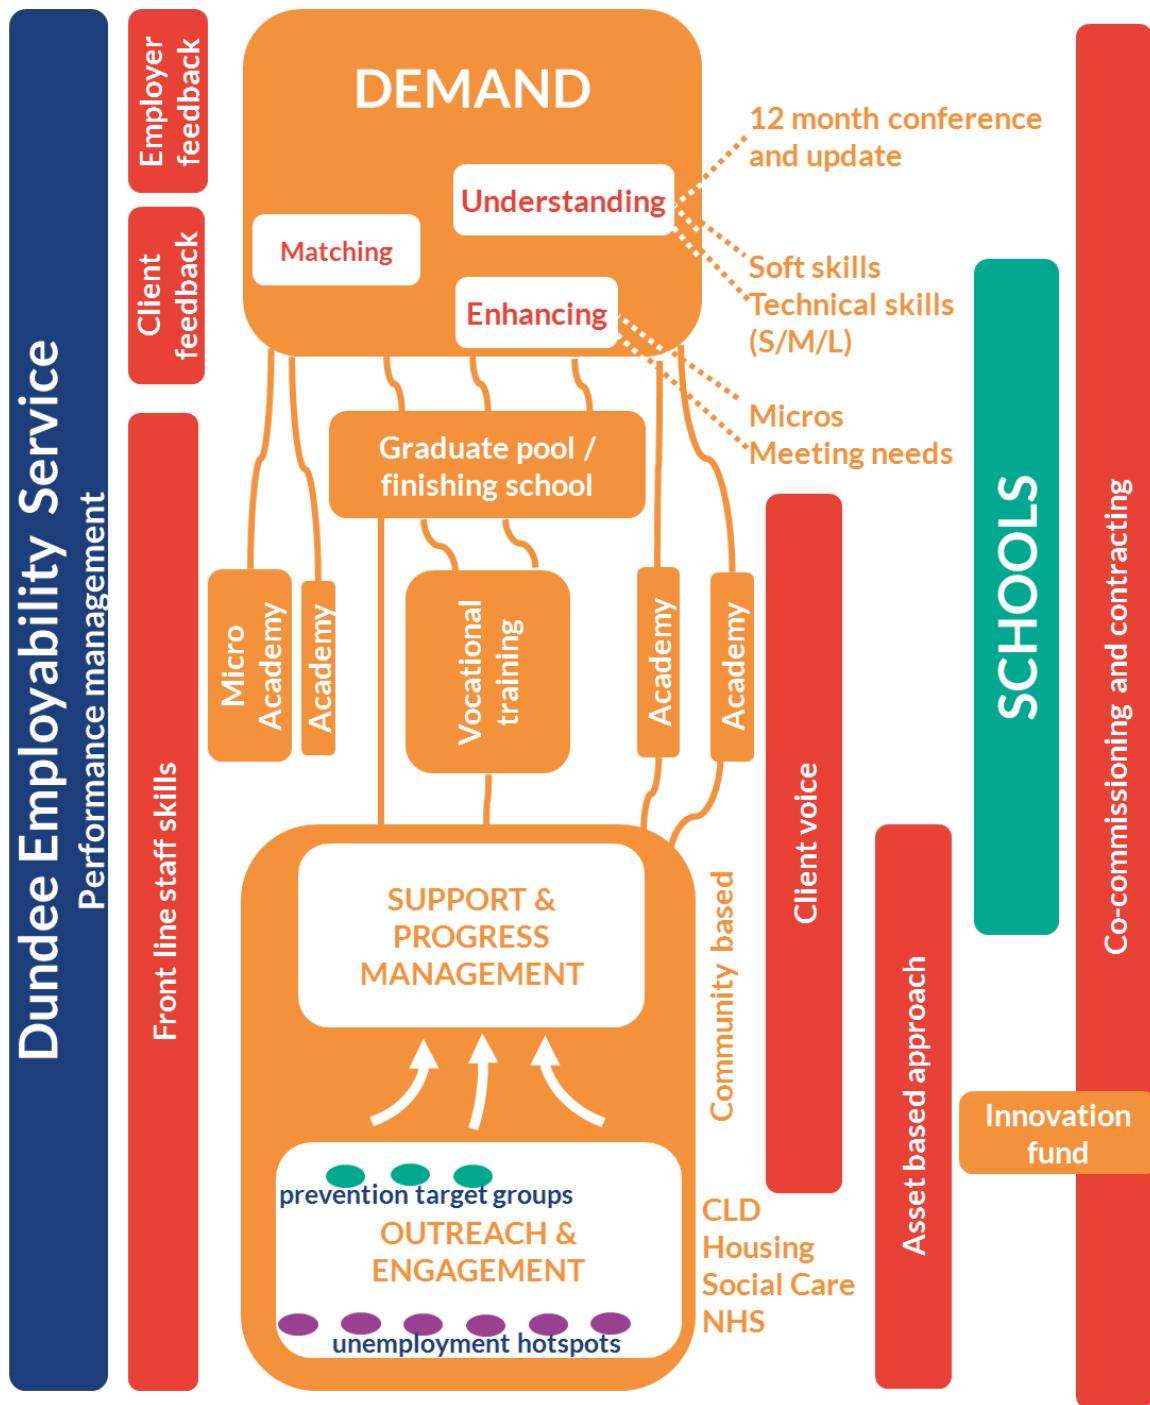 Dundee Employability Service
Performance management
Employer
feedback
Client
feedback
Front line staff skills
DEMAND
Understanding
Matching
Enhancing
12 month conference
and update
Soft skills
Technical skills
(S/M/L)
Micros
Meeting needs
Graduate pool /
finishing school
Micro
Academy
Academy
Vocational
training
Academy
Academy
SUPPORT &
PROGRESS
MANAGEMENT
Community based
prevention target groups
OUTREACH &
ENGAGEMENT
unemployment hotspots
CLD
Housing
Social Care
NHS
Client voice
Asset based approach
SCHOOLS
Innovation
fund
Co-commissioning and contracting